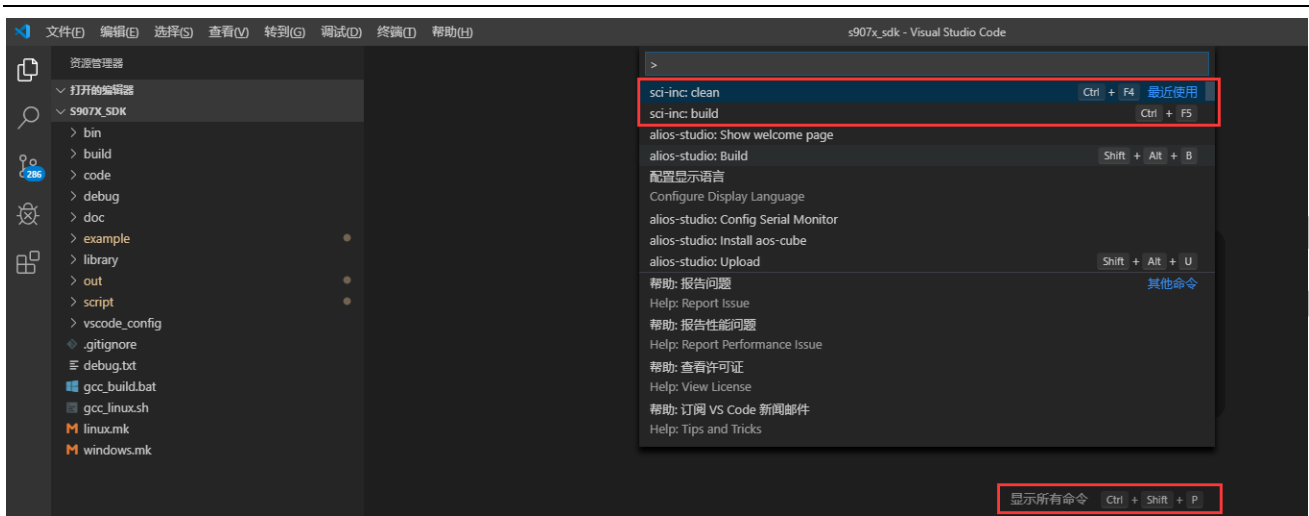 文件(F) 编辑(E) 选择(S) 查看(V) 转到(G) 调试(D) 终端(T) 帮助(H) s907x_sdk - Visual Studio Code
资源管理器
打开的编辑器
S907X_SDK
bin
build
code
debug
doc
example
library
out
script
vscode_config
.gitignore
debug.txt
gcc_build.bat
gcc_linux.sh
linux.mk
windows.mk
286
>
sci-inc: clean Ctrl + F4 最近使用
sci-inc: build Ctrl + F5
alios-studio: Show welcome page
alios-studio: Build Shift + Alt + B
配置显示语言
Configure Display Language
alios-studio: Config Serial Monitor
alios-studio: Install aos-cube
alios-studio: Upload Shift + Alt + U
帮助: 报告问题 其他命令
Help: Report Issue
帮助: 报告性能问题
Help: Report Performance Issue
帮助: 查看许可证
Help: View License
帮助: 订阅 VS Code 新闻邮件
Help: Tips and Tricks
显示所有命令 Ctrl + Shift + P